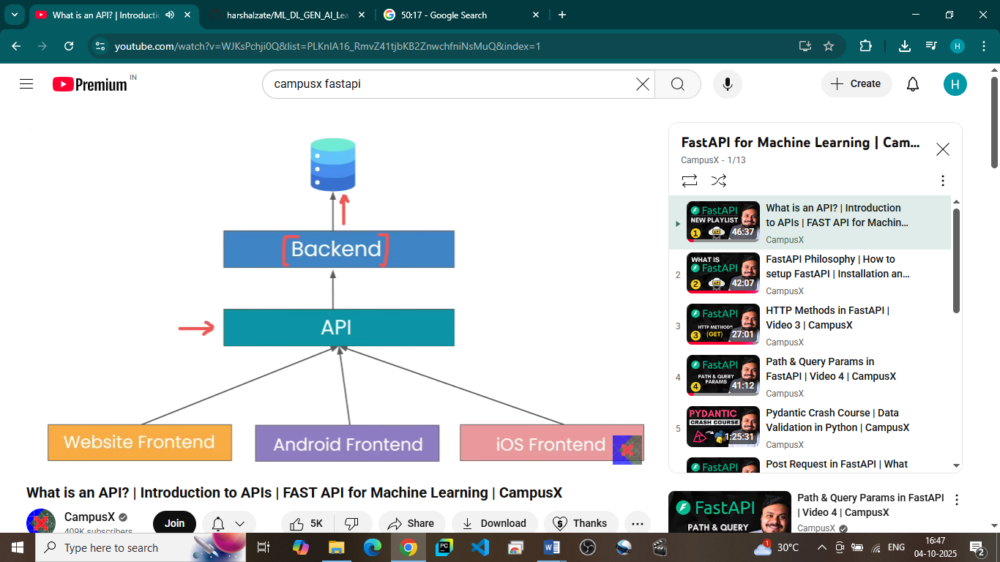 What is an API? | Introductio
harshalzate/ML_DL_GEN_AI_Lea
50:17 - Google Search
youtube.com/watch?v=WJKsPchji0Q&list=PLKnIA16_RmvZ41tjbKB2ZnwchfniNsMuQ&index=1
H
Premium IN
campusx fastapi
Create
H
Backend
API
Website Frontend
Android Frontend
iOS Frontend
FastAPI for Machine Learning | Cam...
CampusX - 1/13
FastAPI
NEW PLAYLIST
1
API
46:37
What is an API? | Introduction
to APIs | FAST API for Machin...
CampusX
2
WHAT IS
FastAPI
2
API
42:07
FastAPI Philosophy | How to
setup FastAPI | Installation an...
CampusX
3
FastAPI
HTTP METHODS
(GET)
3
27:01
HTTP Methods in FastAPI |
Video 3 | CampusX
CampusX
4
FastAPI
PATH & QUERY
PARAMS
4
41:12
Path & Query Params in
FastAPI | Video 4 | CampusX
CampusX
5
PYDANTIC
CRASH COURSE
1:25:31
Pydantic Crash Course | Data
Validation in Python | CampusX
CampusX
FastAPI
Post Request in FastAPI | What
What is an API? | Introduction to APIs | FAST API for Machine Learning | CampusX
CampusX
409K subscribers
Join
5K
Share
Download
Thanks
FastAPI
PATH & QUERY
Path & Query Params in FastAPI
| Video 4 | CampusX
CampusX
Type here to search
PC
W
1
30°C
ENG
16:47
04-10-2025
2